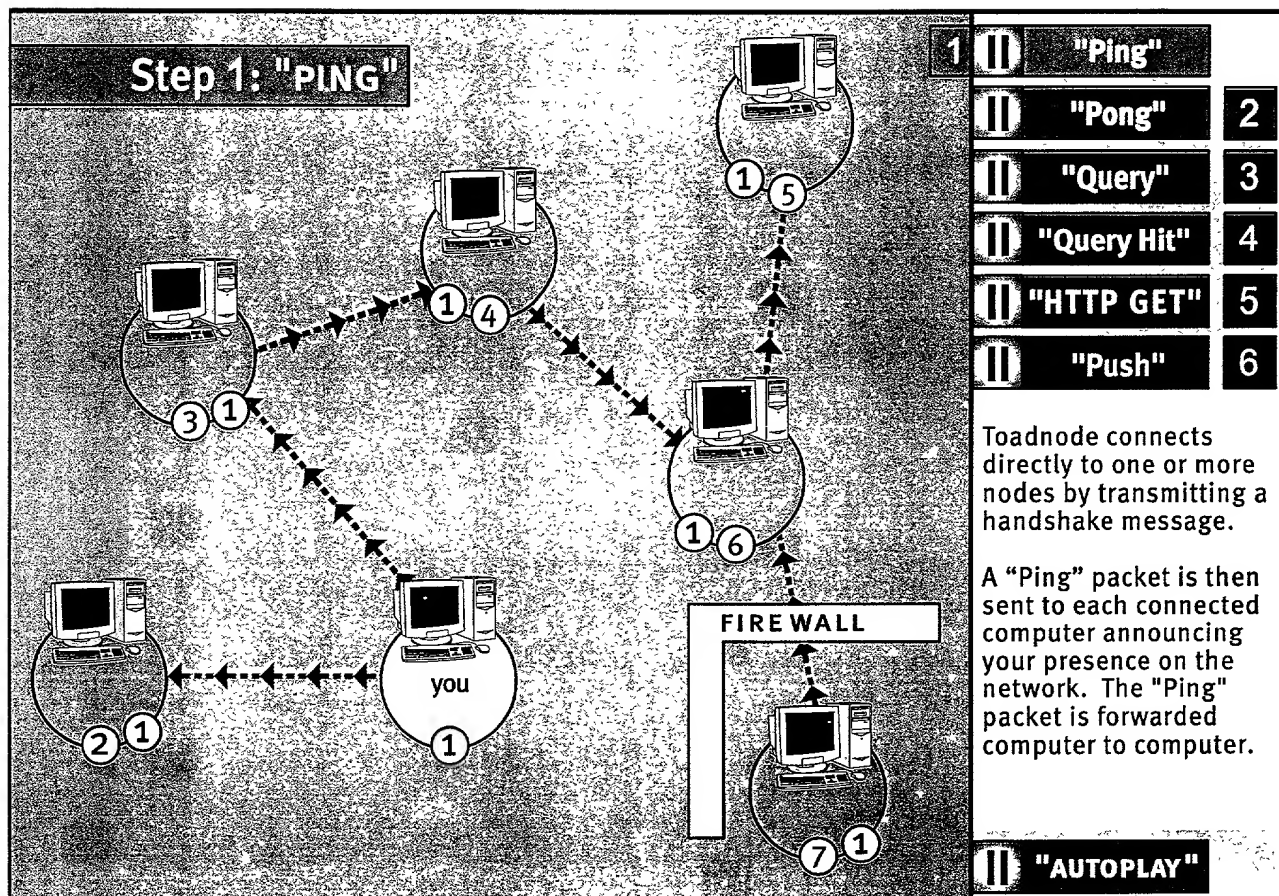 Step 1: "PING"
1 "Ping"
"Pong" 2
"Query" 3
"Query Hit" 4
"HTTP GET" 5
"Push" 6
1 5
1 4
3 1
1 6
FIREWALL
you
2 1
1
7 1
Toadnode connects
directly to one or more
nodes by transmitting a
handshake message.
A “Ping” packet is then
sent to each connected
computer announcing
your presence on the
network. The "Ping"
packet is forwarded
computer to computer.
"AUTOPLAY"